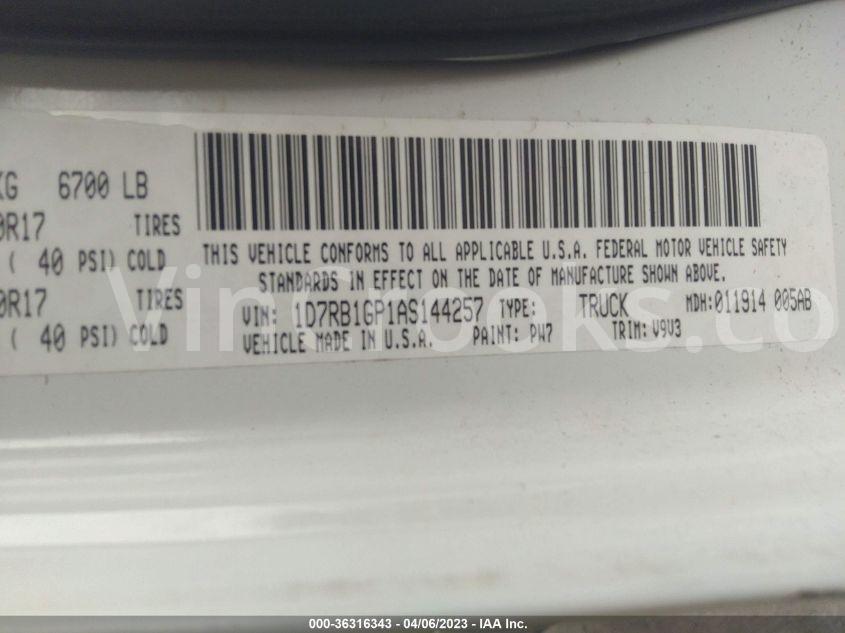 KG 6700 LB
0R17 TIRES
( 40 PSI) COLD
0R17 TIRES
( 40 PSI) COLD
THIS VEHICLE CONFORMS TO ALL APPLICABLE U.S.A. FEDERAL MOTOR VEHICLE SAFETY
STANDARDS IN EFFECT ON THE DATE OF MANUFACTURE SHOWN ABOVE.
VIN: 1D7RB1GP1AS144257 TYPE: TRUCK MDH: 011914 005AB
VEHICLE MADE IN U.S.A. PAINT: PW7 TRIM: V9V3
VinCrooks.com
000-36316343 - 04/06/2023 - IAA Inc.